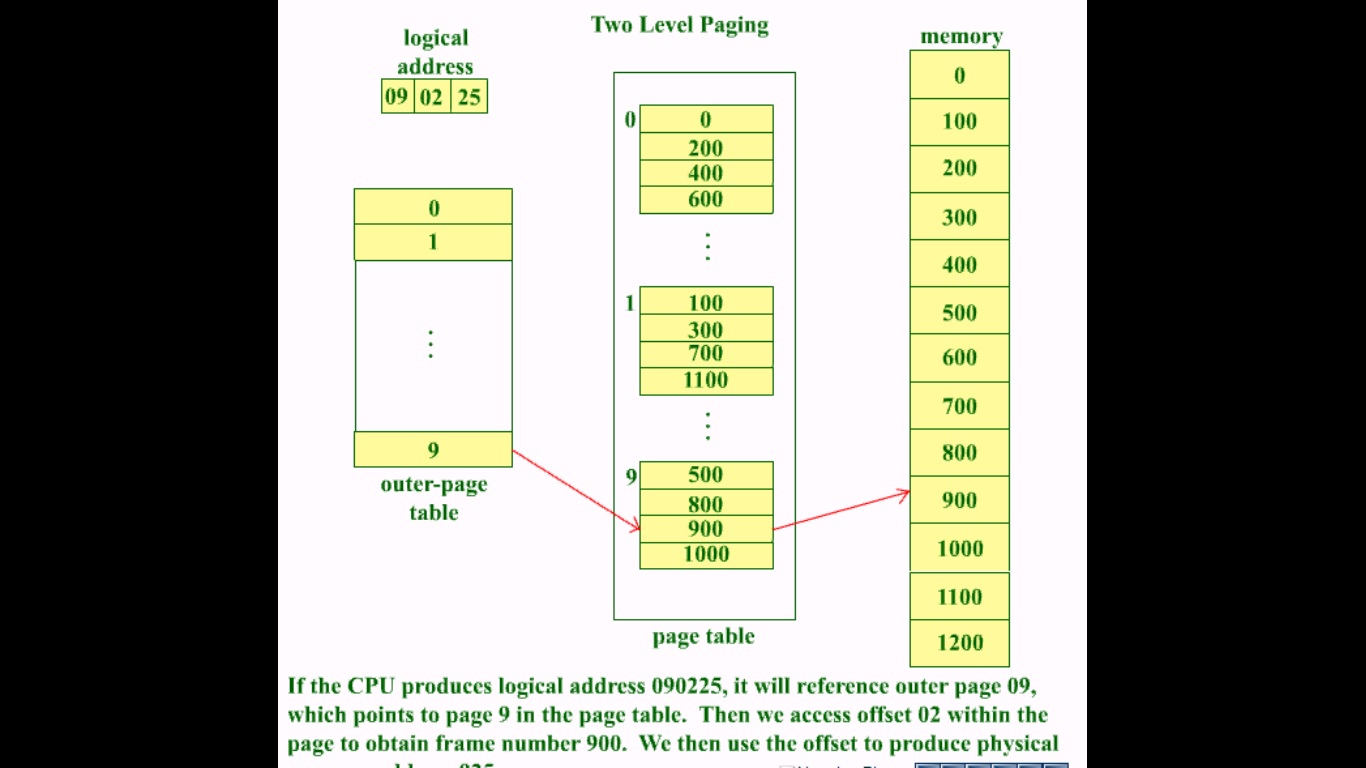 Two Level Paging
logical
address
09 02 25
0
1
9
outer-page
table
0
0
200
400
600
1
100
300
700
1100
9
500
800
900
1000
page table
memory
0
100
200
300
400
500
600
700
800
900
1000
1100
1200
If the CPU produces logical address 090225, it will reference outer page 09,
which points to page 9 in the page table. Then we access offset 02 within the
page to obtain frame number 900. We then use the offset to produce physical